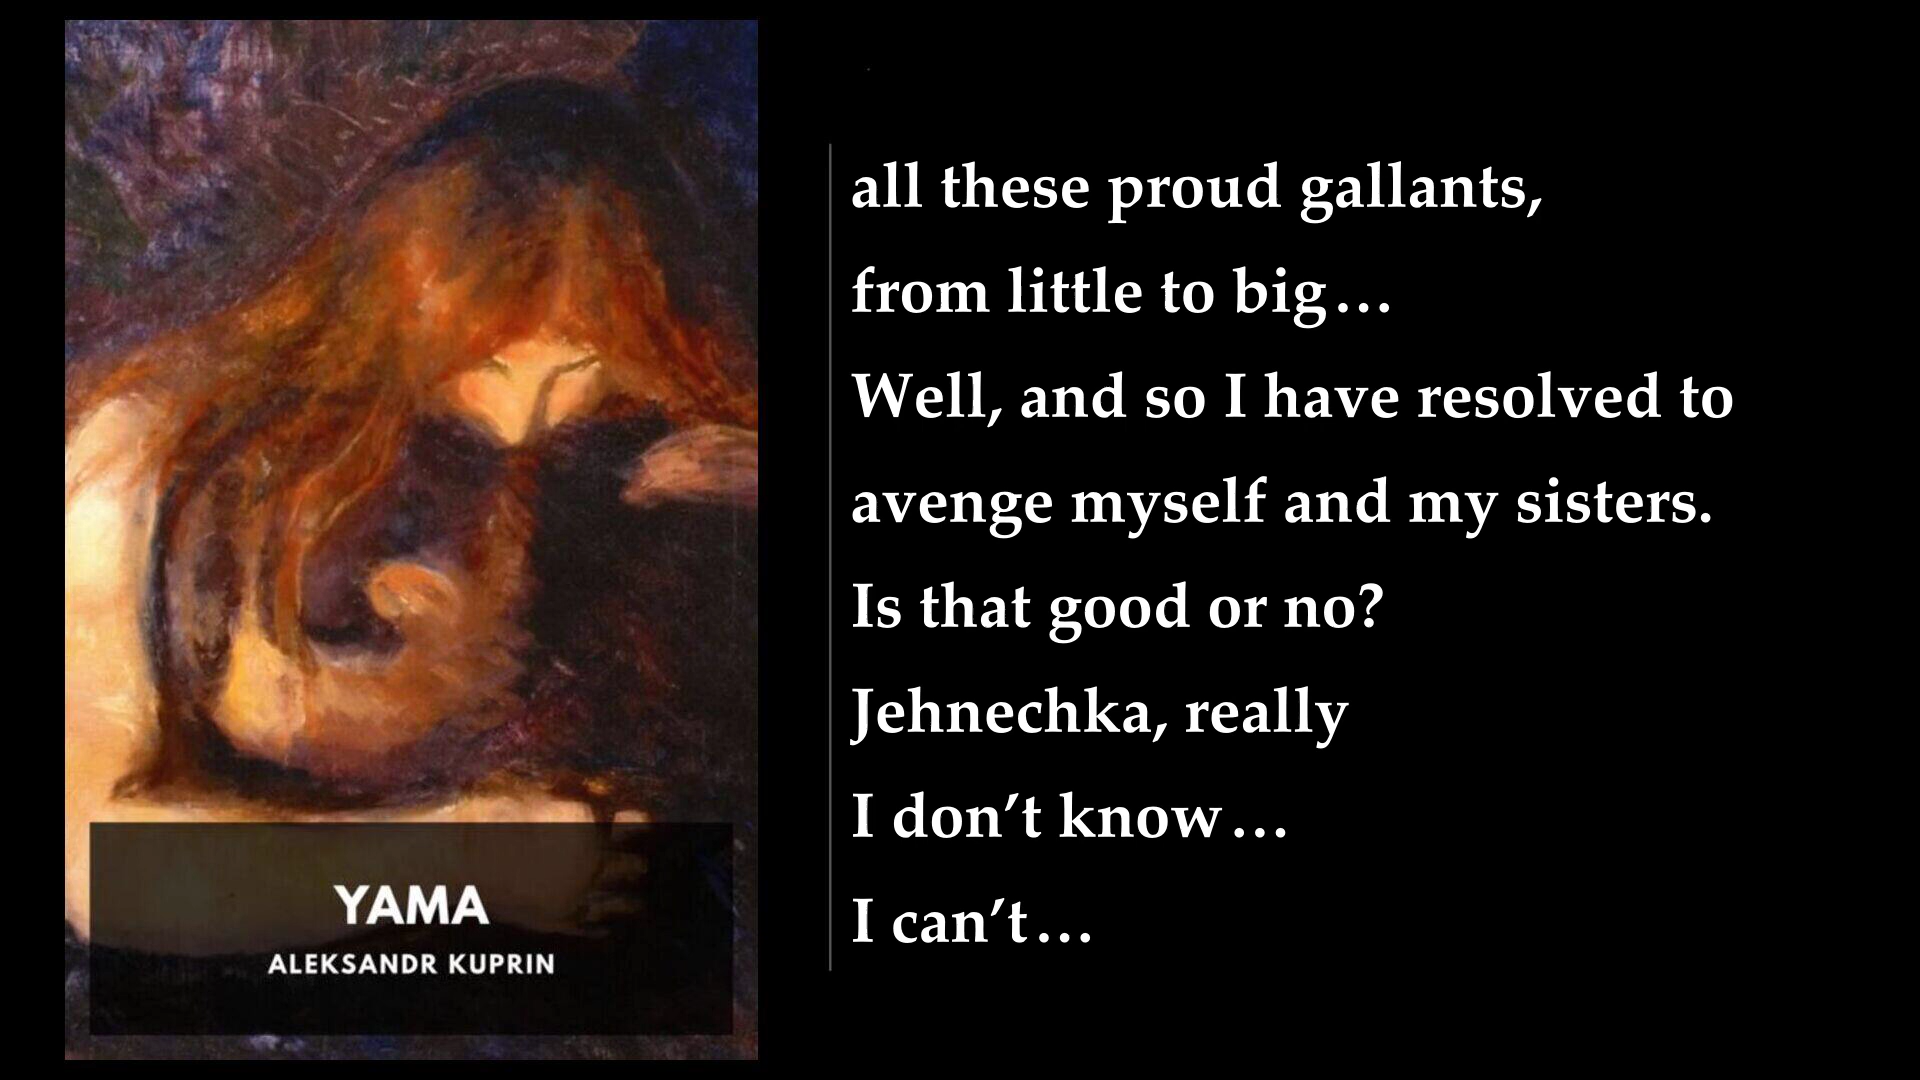 all these proud gallants,
from little to big…
Well, and so I have resolved to
avenge myself and my sisters.
Is that good or no?
Jehnechka, really
I don’t know…
I can’t…
YAMA
ALEKSANDR KUPRIN